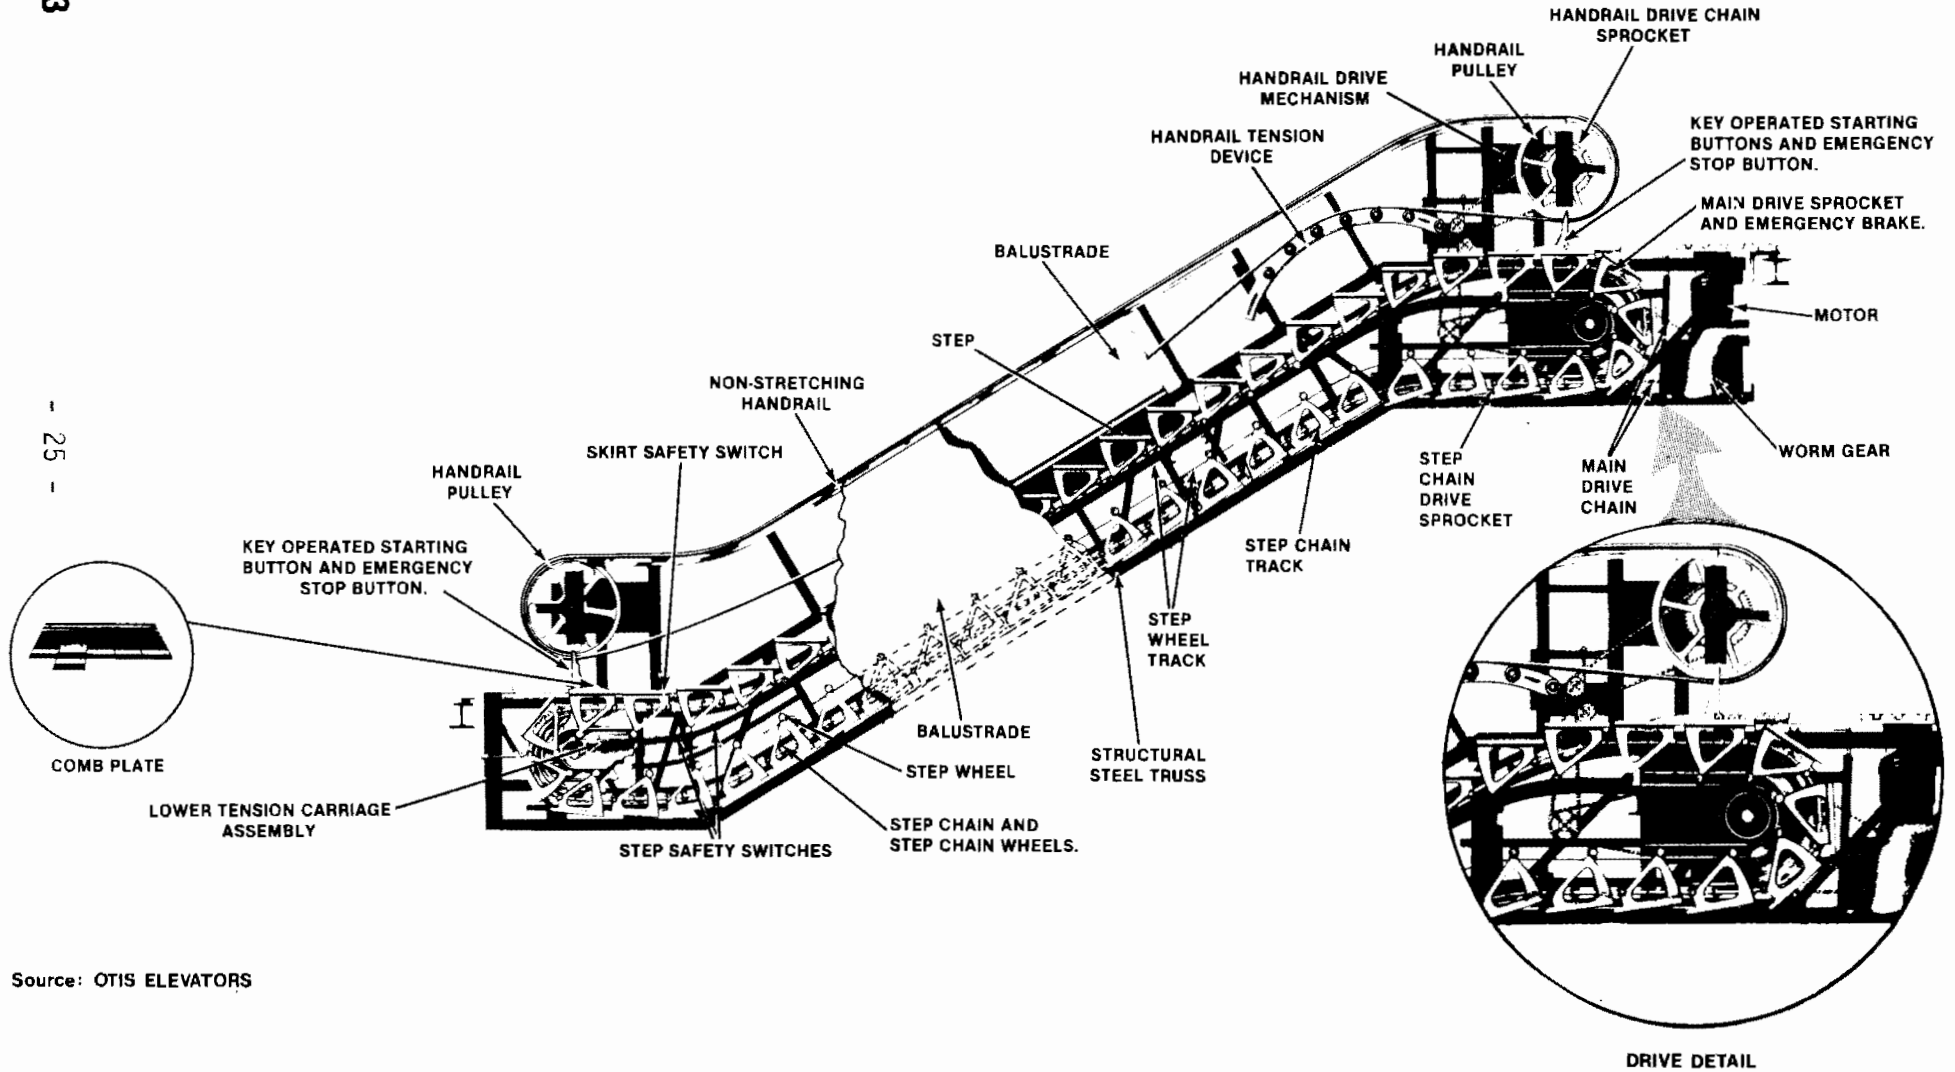 3
- 25 -
HANDRAIL DRIVE CHAIN
SPROCKET
HANDRAIL
PULLEY
HANDRAIL DRIVE
MECHANISM
HANDRAIL TENSION
DEVICE
KEY OPERATED STARTING
BUTTONS AND EMERGENCY
STOP BUTTON.
MAIN DRIVE SPROCKET
AND EMERGENCY BRAKE.
BALUSTRADE
MOTOR
STEP
NON-STRETCHING
HANDRAIL
SKIRT SAFETY SWITCH
HANDRAIL
PULLEY
WORM GEAR
STEP
CHAIN
DRIVE
SPROCKET
MAIN
DRIVE
CHAIN
KEY OPERATED STARTING
BUTTON AND EMERGENCY
STOP BUTTON.
STEP CHAIN
TRACK
STEP
WHEEL
TRACK
BALUSTRADE
STRUCTURAL
STEEL TRUSS
COMB PLATE
STEP WHEEL
LOWER TENSION CARRIAGE
ASSEMBLY
STEP CHAIN AND
STEP CHAIN WHEELS.
STEP SAFETY SWITCHES
Source: OTIS ELEVATORS
DRIVE DETAIL